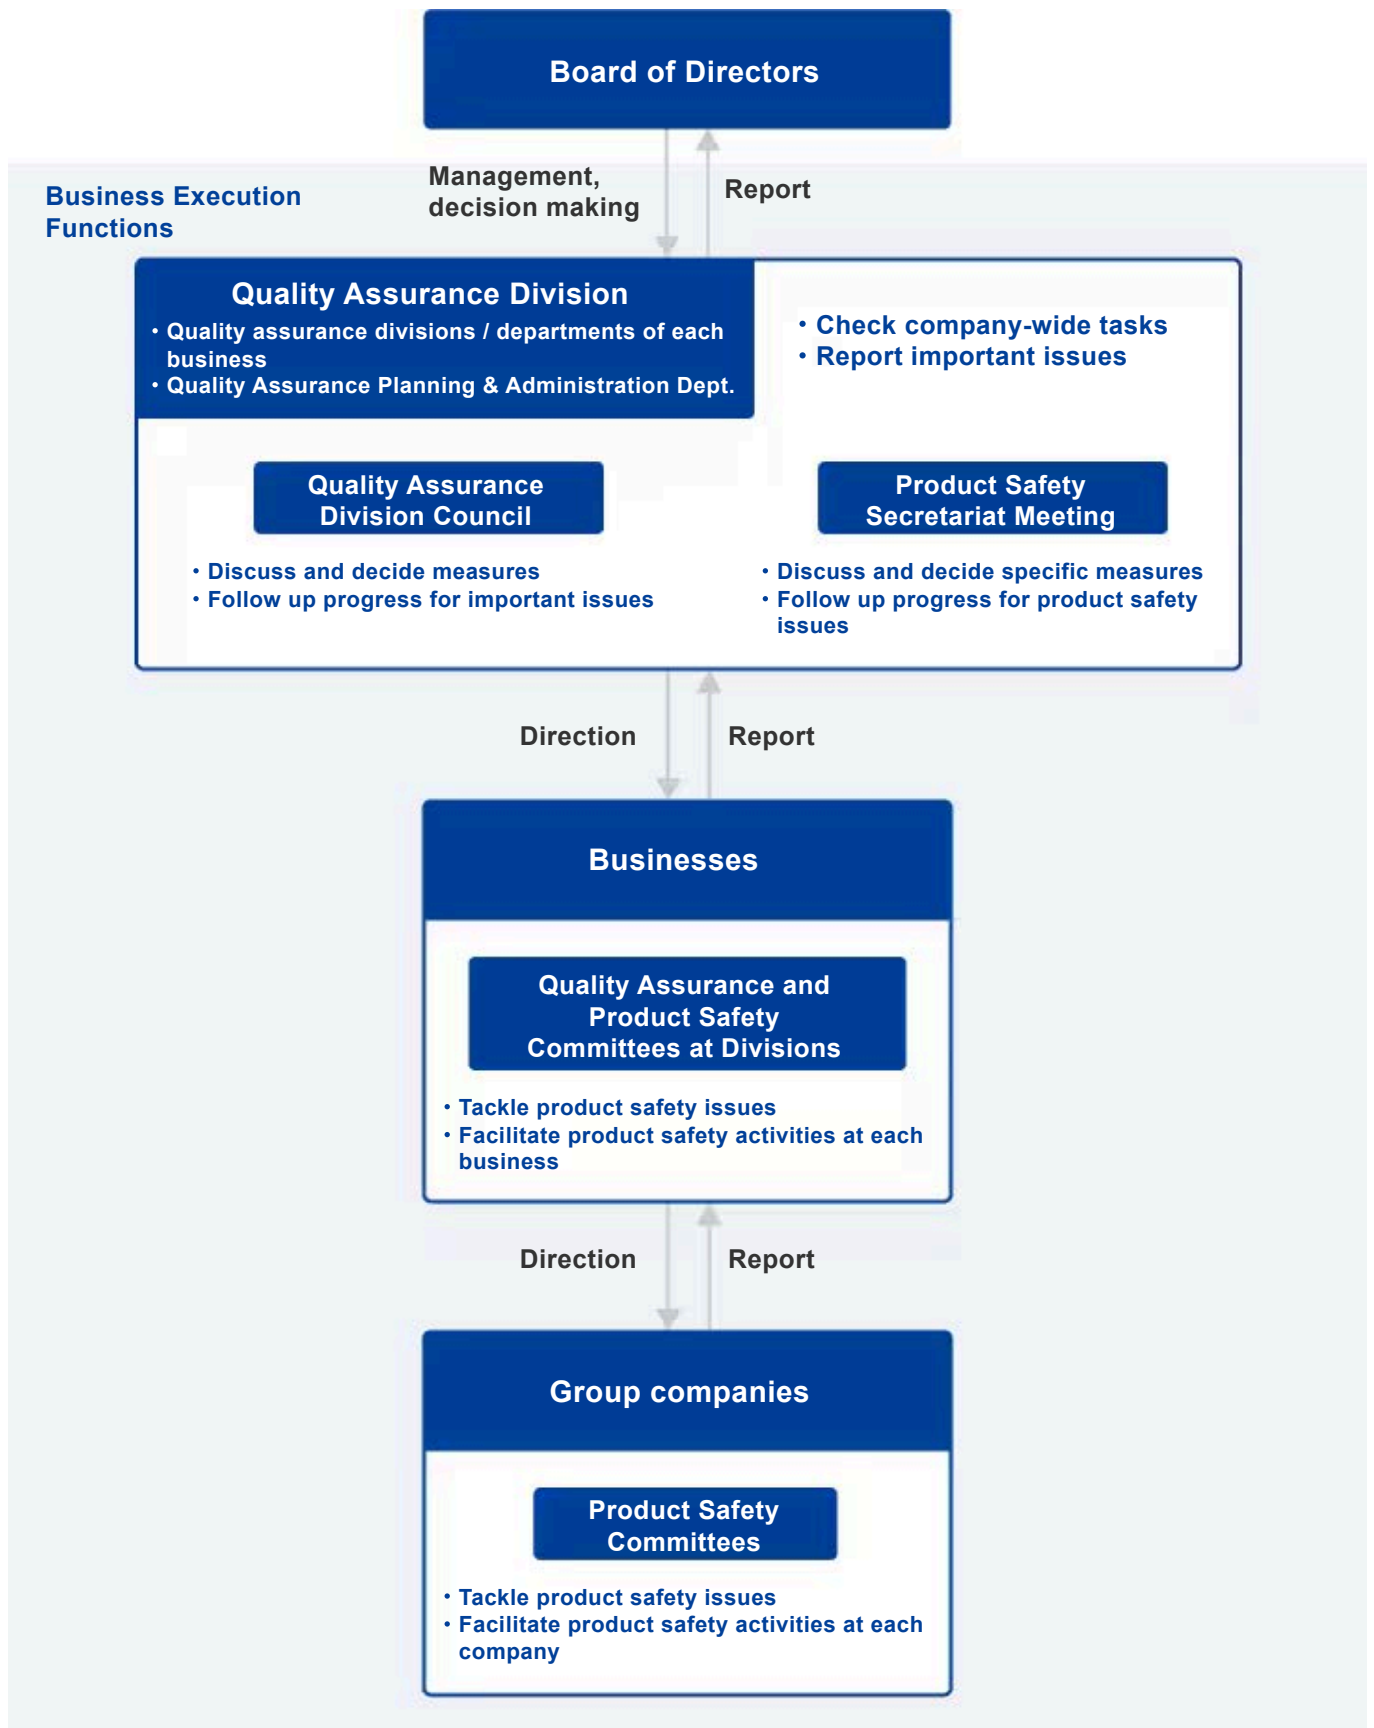 Board of Directors
Management,
decision making
Report
Business Execution
Functions
Quality Assurance Division
・Quality assurance divisions / departments of each
business
・Quality Assurance Planning & Administration Dept.
・Check company-wide tasks
・Report important issues
Quality Assurance
Division Council
・Discuss and decide measures
・Follow up progress for important issues
Product Safety
Secretariat Meeting
・Discuss and decide specific measures
・Follow up progress for product safety
issues
Direction
Report
Businesses
Quality Assurance and
Product Safety
Committees at Divisions
・Tackle product safety issues
・Facilitate product safety activities at each
business
Direction
Report
Group companies
Product Safety
Committees
・Tackle product safety issues
・Facilitate product safety activities at each
company